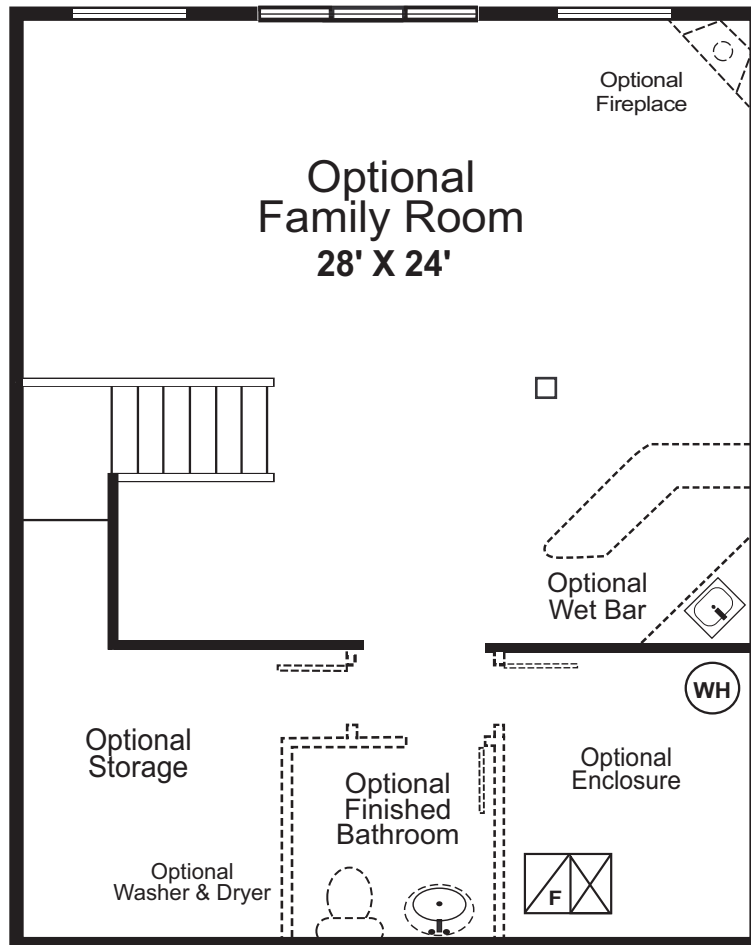 Optional
Fireplace
Optional
Family Room
28' X 24'
Optional
Wet Bar
WH
Optional
Storage
Optional
Enclosure
Optional
Finished
Bathroom
Optional
Washer & Dryer
F